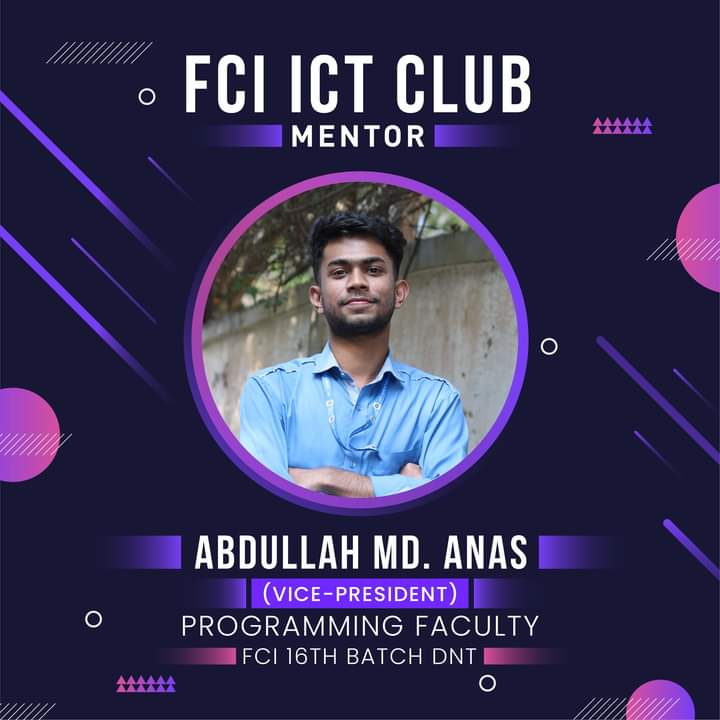 FCI ICT CLUB
MENTOR
ABDULLAH MD. ANAS
(VICE-PRESIDENT)
PROGRAMMING FACULTY
FCI 16TH BATCH DNT